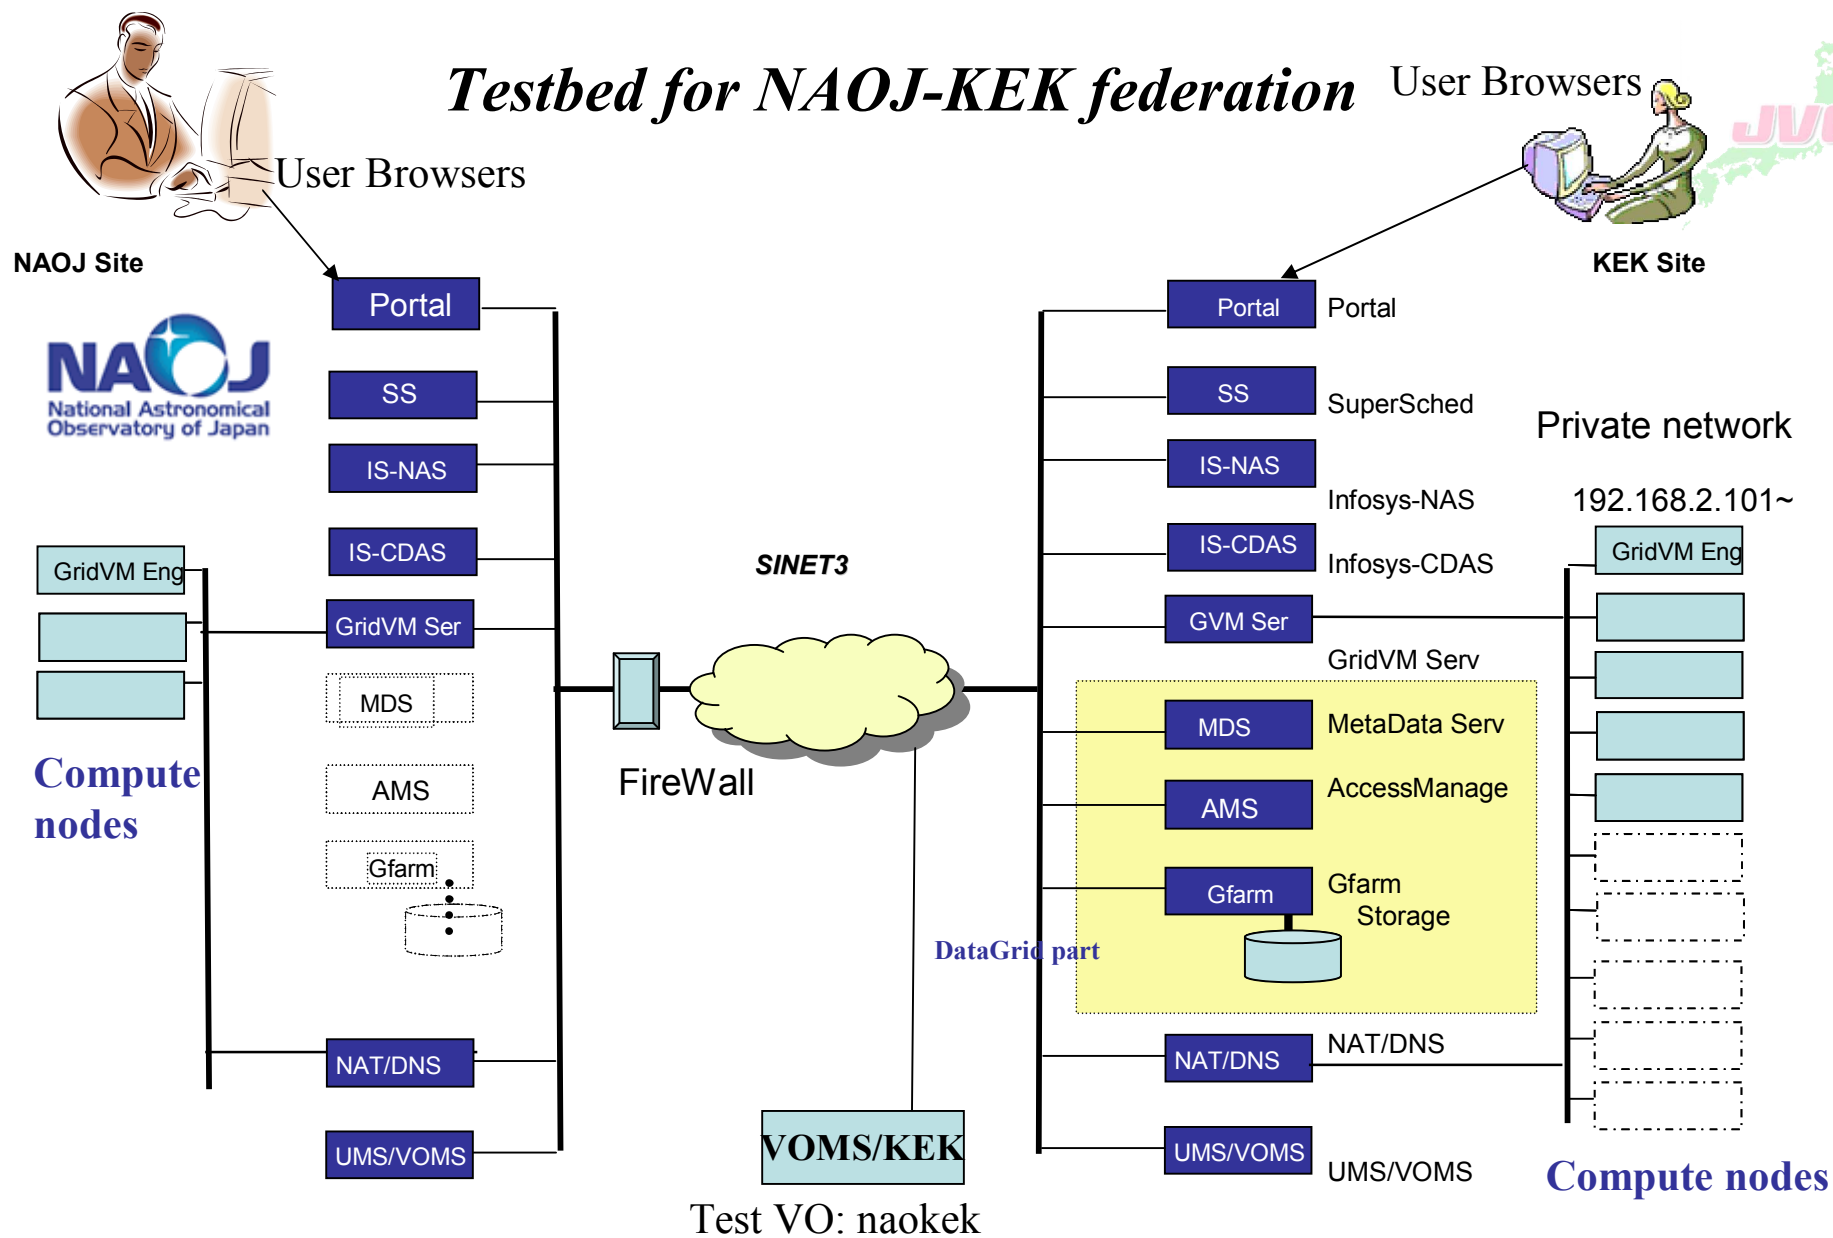 Testbed for NAOJ-KEK federation
User Browsers
User Browsers
NAOJ Site
KEK Site
NAOJ
National Astronomical
Observatory of Japan
Portal
SS
IS-NAS
IS-CDAS
GridVM Eng
GridVM Ser
MDS
AMS
Gfarm
Compute
nodes
NAT/DNS
UMS/VOMS
SINET3
FireWall
VOMS/KEK
Test VO: naokek
Portal
Portal
SS
SuperSched
IS-NAS
Infosys-NAS
IS-CDAS
Infosys-CDAS
GVM Ser
GridVM Serv
MDS
MetaData Serv
AMS
AccessManage
Gfarm
Gfarm
Storage
DataGrid part
NAT/DNS
NAT/DNS
UMS/VOMS
UMS/VOMS
Private network
192.168.2.101~
GridVM Eng
Compute nodes